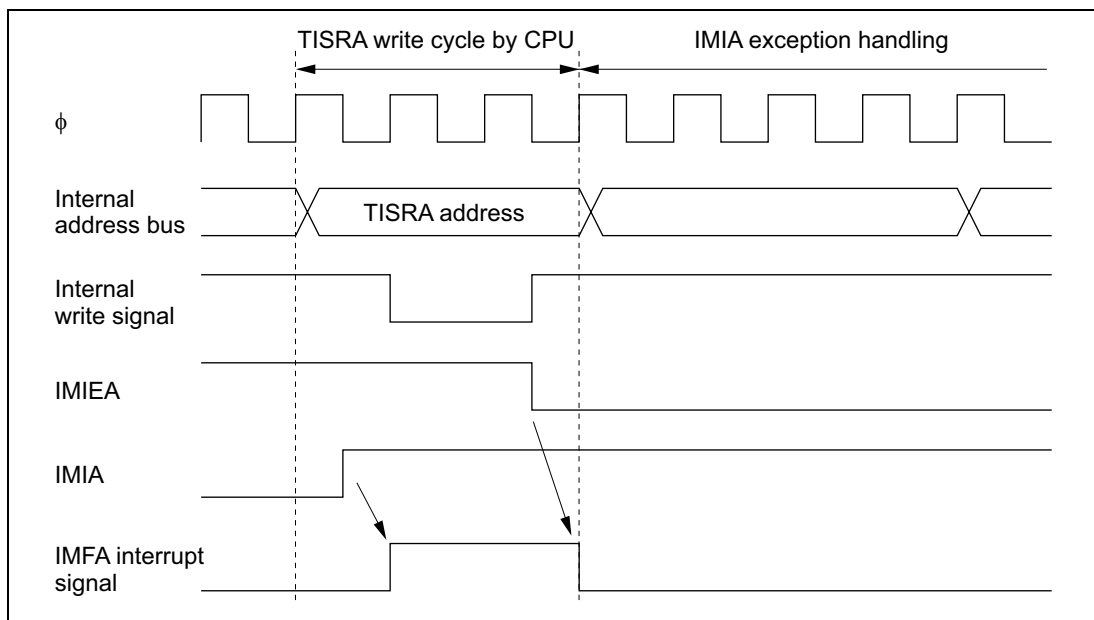 TISRA write cycle by CPU
IMIA exception handling
ϕ
Internal
address bus
TISRA address
Internal
write signal
IMIEA
IMIA
IMFA interrupt
signal